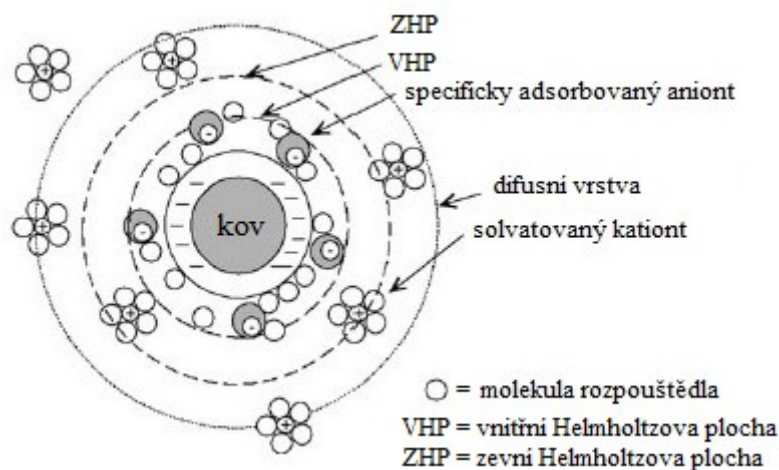 ZHP
VHP
specificky adsorbovaný aniont
difusní vrstva
solvatovaný kationt
kov
= molekula rozpouštědla
VHP = vnitřní Helmholtzova plocha
ZHP = zevní Helmholtzova plocha